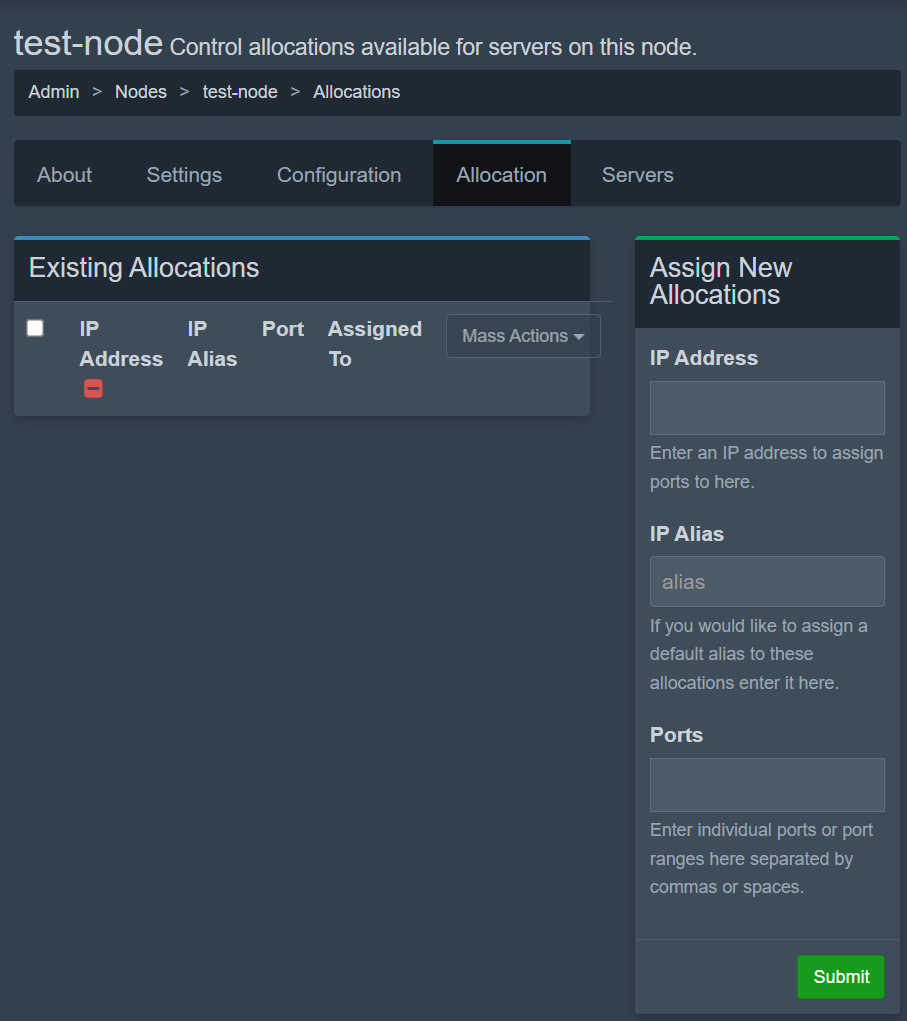 test-node Control allocations available for servers on this node.
Admin > Nodes > test-node > Allocations
About Settings Configuration Allocation Servers
Existing Allocations
IP Address IP Alias Port Assigned To Mass Actions
Assign New
Allocations
IP Address
Enter an IP address to assign
ports to here.
IP Alias
alias
If you would like to assign a
default alias to these
allocations enter it here.
Ports
Enter individual ports or port
ranges here separated by
commas or spaces.
Submit